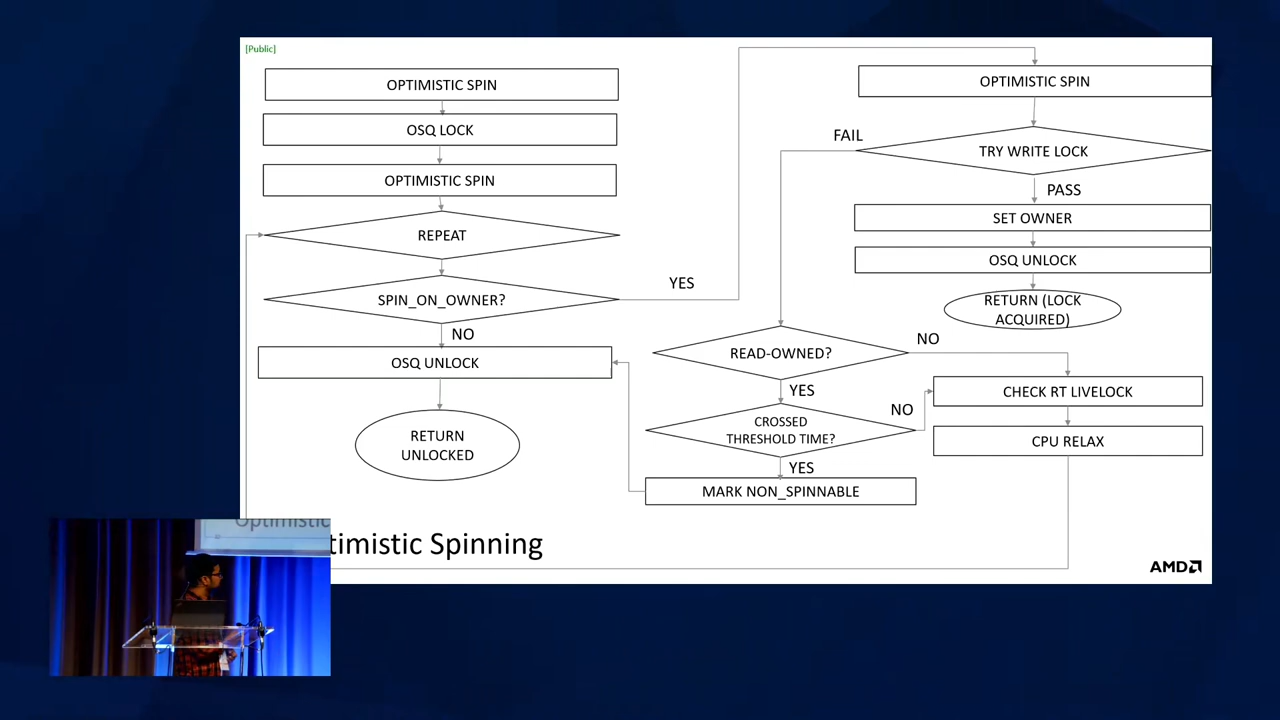 [Public]
OPTIMISTIC SPIN
OSQ LOCK
OPTIMISTIC SPIN
REPEAT
SPIN_ON_OWNER?
YES
NO
OSQ UNLOCK
RETURN
UNLOCKED
OPTIMISTIC SPIN
FAIL
TRY WRITE LOCK
PASS
SET OWNER
OSQ UNLOCK
RETURN (LOCK
ACQUIRED)
READ-OWNED?
NO
YES
CHECK RT LIVELOCK
CROSSED
THRESHOLD TIME?
NO
CPU RELAX
YES
MARK NON_SPINNABLE
timistic Spinning
AMD
Optimistic